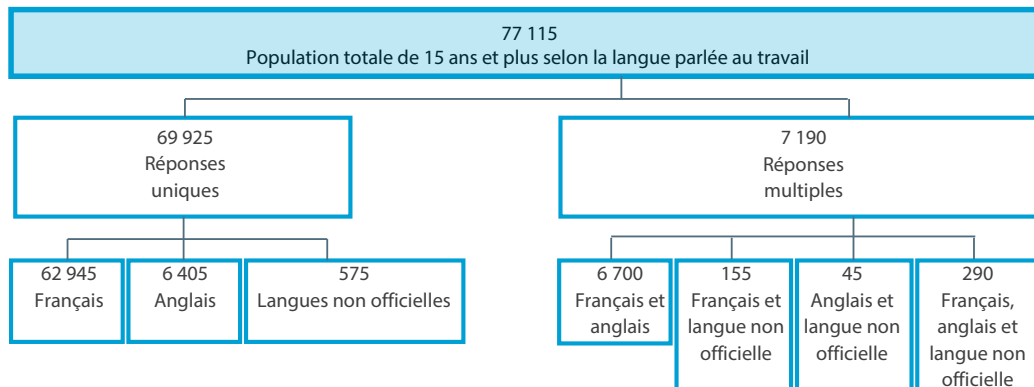 77 115
Population totale de 15 ans et plus selon la langue parlée au travail
69 925
Réponses
uniques
7 190
Réponses
multiples
62 945
Français
6 405
Anglais
575
Langues non officielles
6 700
Français et
anglais
155
Français et
langue non
officielle
45
Anglais et
langue non
officielle
290
Français,
anglais et
langue non
officielle